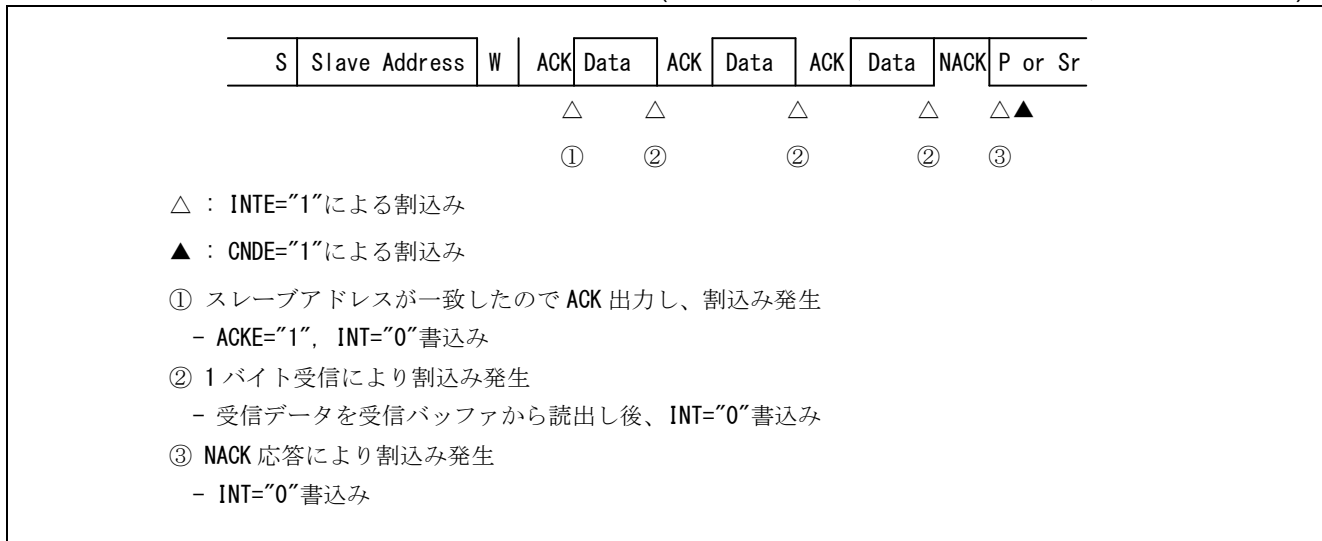 S Slave Address W ACK Data ACK Data ACK Data NACK P or Sr
△ △ △ △ △▲
① ② ② ② ③
△ : INTE="1"による割込み
▲ : CNDE="1"による割込み
① スレーブアドレスが一致したので ACK 出力し、割込み発生
- ACKE="1", INT="0"書込み
② 1 バイト受信により割込み発生
- 受信データを受信バッファから読出し後、INT="0"書込み
③ NACK 応答により割込み発生
- INT="0"書込み